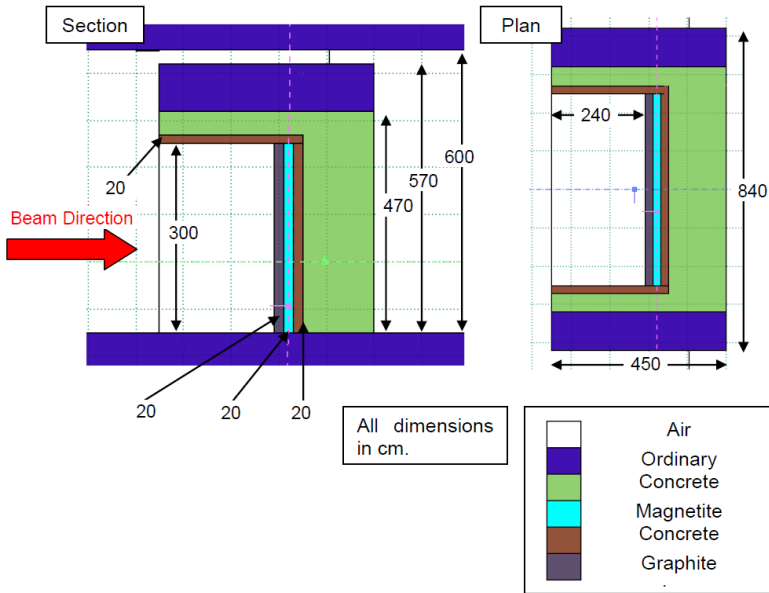 Section
Plan
240
20
600
570
470
840
Beam Direction
300
450
20
20
20
All dimensions
in cm.
Air
Ordinary
Concrete
Magnetite
Concrete
Graphite